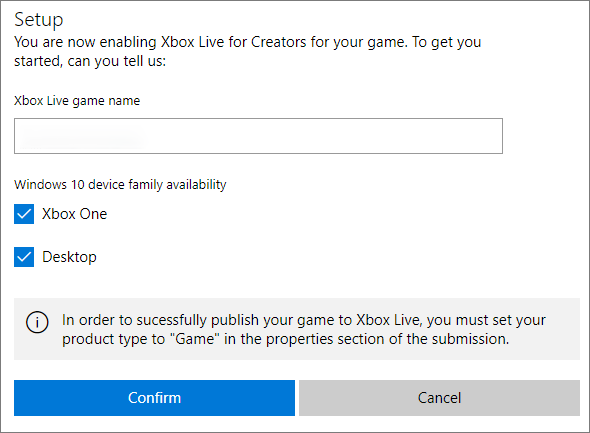 Setup
You are now enabling Xbox Live for Creators for your game. To get you
started, can you tell us:
Xbox Live game name
Windows 10 device family availability
Xbox One
Desktop
In order to sucessfully publish your game to Xbox Live, you must set your
product type to "Game" in the properties section of the submission.
Confirm
Cancel